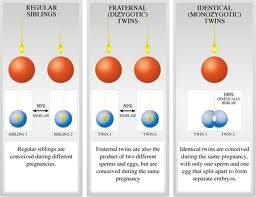 REGULAR
SIBLINGS
50%
SIMILAR
SIBLING 1
SIBLING 2
Regular siblings are
conceived during different
pregnancies.
FRATERNAL
(DIZYGOTIC)
TWINS
50%
SIMILAR
TWIN 1
TWIN 2
Fraternal twins are also the
product of two different
sperms and eggs, but are
conceived during the same
pregnancy
IDENTICAL
(MONOZYGOTIC)
TWINS
100%
GENETICALLY
SIMILAR
TWIN 1
TWIN 2
Identical twins are conceived
during the same pregnancy,
with only one sperm and one
egg that split apart to form
separate embryos.